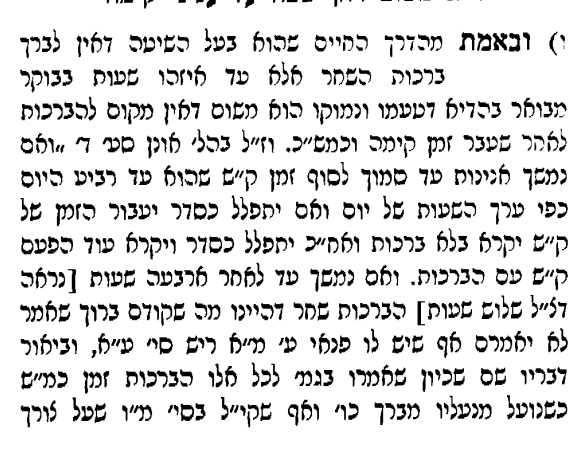 ו) ובאמת מהדרך החיים שהוא בעל השיטה דאין לברך
ברכות השחר אלא עד איזהו שעות בבוקר
מבואר בהדיא דטעמו ונמוקו הוא משום דאין מקום להברכות
לאחר שעבר זמן קימה וכמש״כ. וז״ל בהל׳ אונן סע׳ ד׳ ״ואם
נמשך אנינות עד סמוך לסוף זמן ק״ש שהוא עד רביע היום
כפי ערך השעות של יום ואם יתפלל כסדר יעבור הזמן של
ק״ש יקרא בלא ברכות ואח״כ יתפלל כסדר ויקרא עוד הפעם
ק״ש עם הברכות. ואם נמשך עד לאחר ארבעה שעות [נראה
דצ״ל שלוש שעות] הברכות שחר דהיינו מה שקודם ברוך שאמר
לא יאמרם אף שיש לו פנאי ע׳ מ״א ריש סי׳ ע״א, וביאור
דבריו שם שכיון שאמרו בגמ׳ לכל אלו הברכות זמן כמ״ש
כשנועל מנעליו מברך כו׳ ואף שקי״ל בסי׳ מ״ו שעל צורך